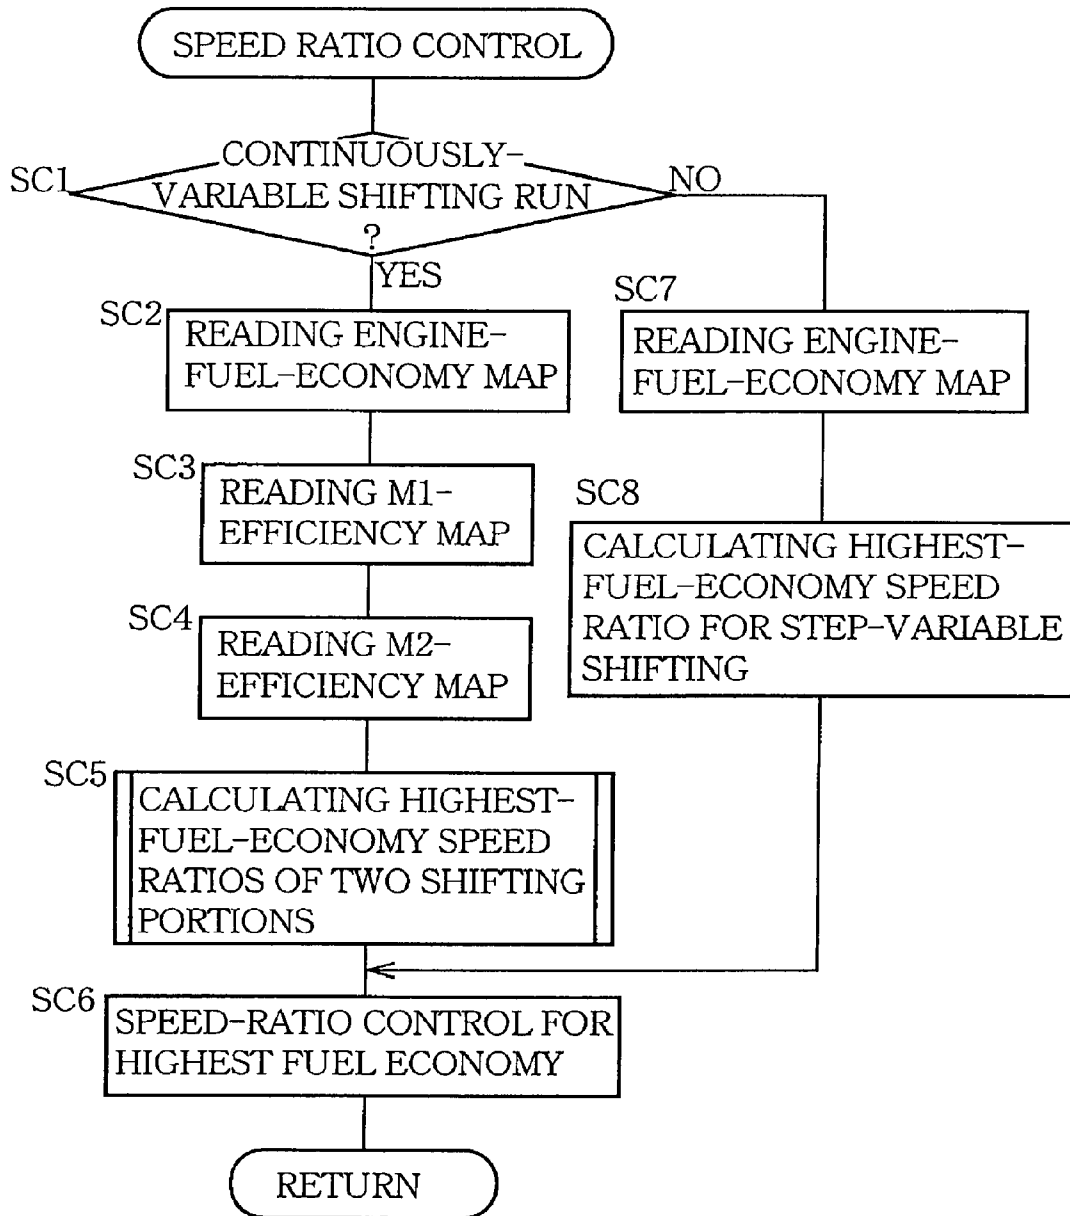 SPEED RATIO CONTROL
SC1
CONTINUOUSLY-
VARIABLE SHIFTING RUN
?
NO
YES
SC2
READING ENGINE-
FUEL-ECONOMY MAP
SC7
READING ENGINE-
FUEL-ECONOMY MAP
SC3
READING M1-
EFFICIENCY MAP
SC8
CALCULATING HIGHEST-
FUEL-ECONOMY SPEED
RATIO FOR STEP-VARIABLE
SHIFTING
SC4
READING M2-
EFFICIENCY MAP
SC5
CALCULATING HIGHEST-
FUEL-ECONOMY SPEED
RATIOS OF TWO SHIFTING
PORTIONS
SC6
SPEED-RATIO CONTROL FOR
HIGHEST FUEL ECONOMY
RETURN